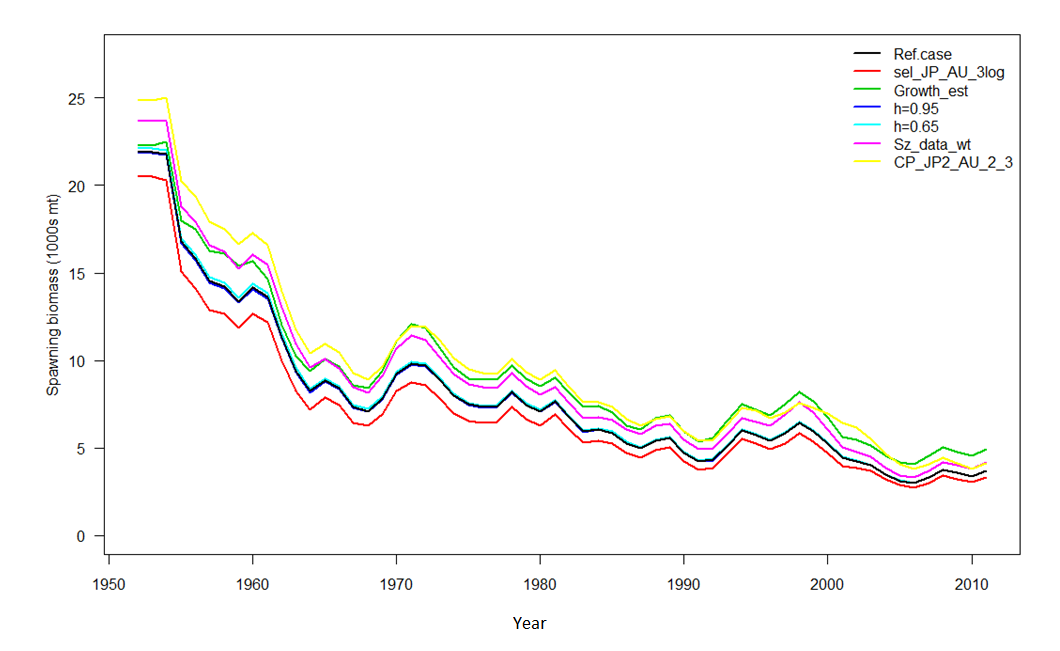 Ref.case
sel_JP_AU_3log
Growth_est
h=0.95
h=0.65
Sz_data_wt
CP_JP2_AU_2_3
Spawning biomass (1000s mt)
25
20
15
10
5
0
1950 1960 1970 1980 1990 2000 2010
Year